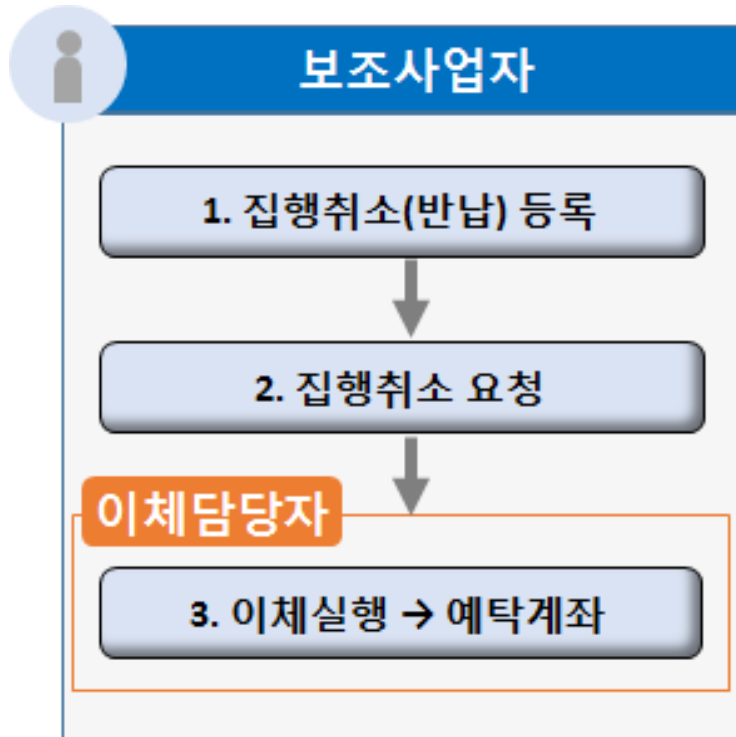 보조사업자
1. 집행취소(반납) 등록
2. 집행취소 요청
이체담당자
3. 이체실행 → 예탁계좌